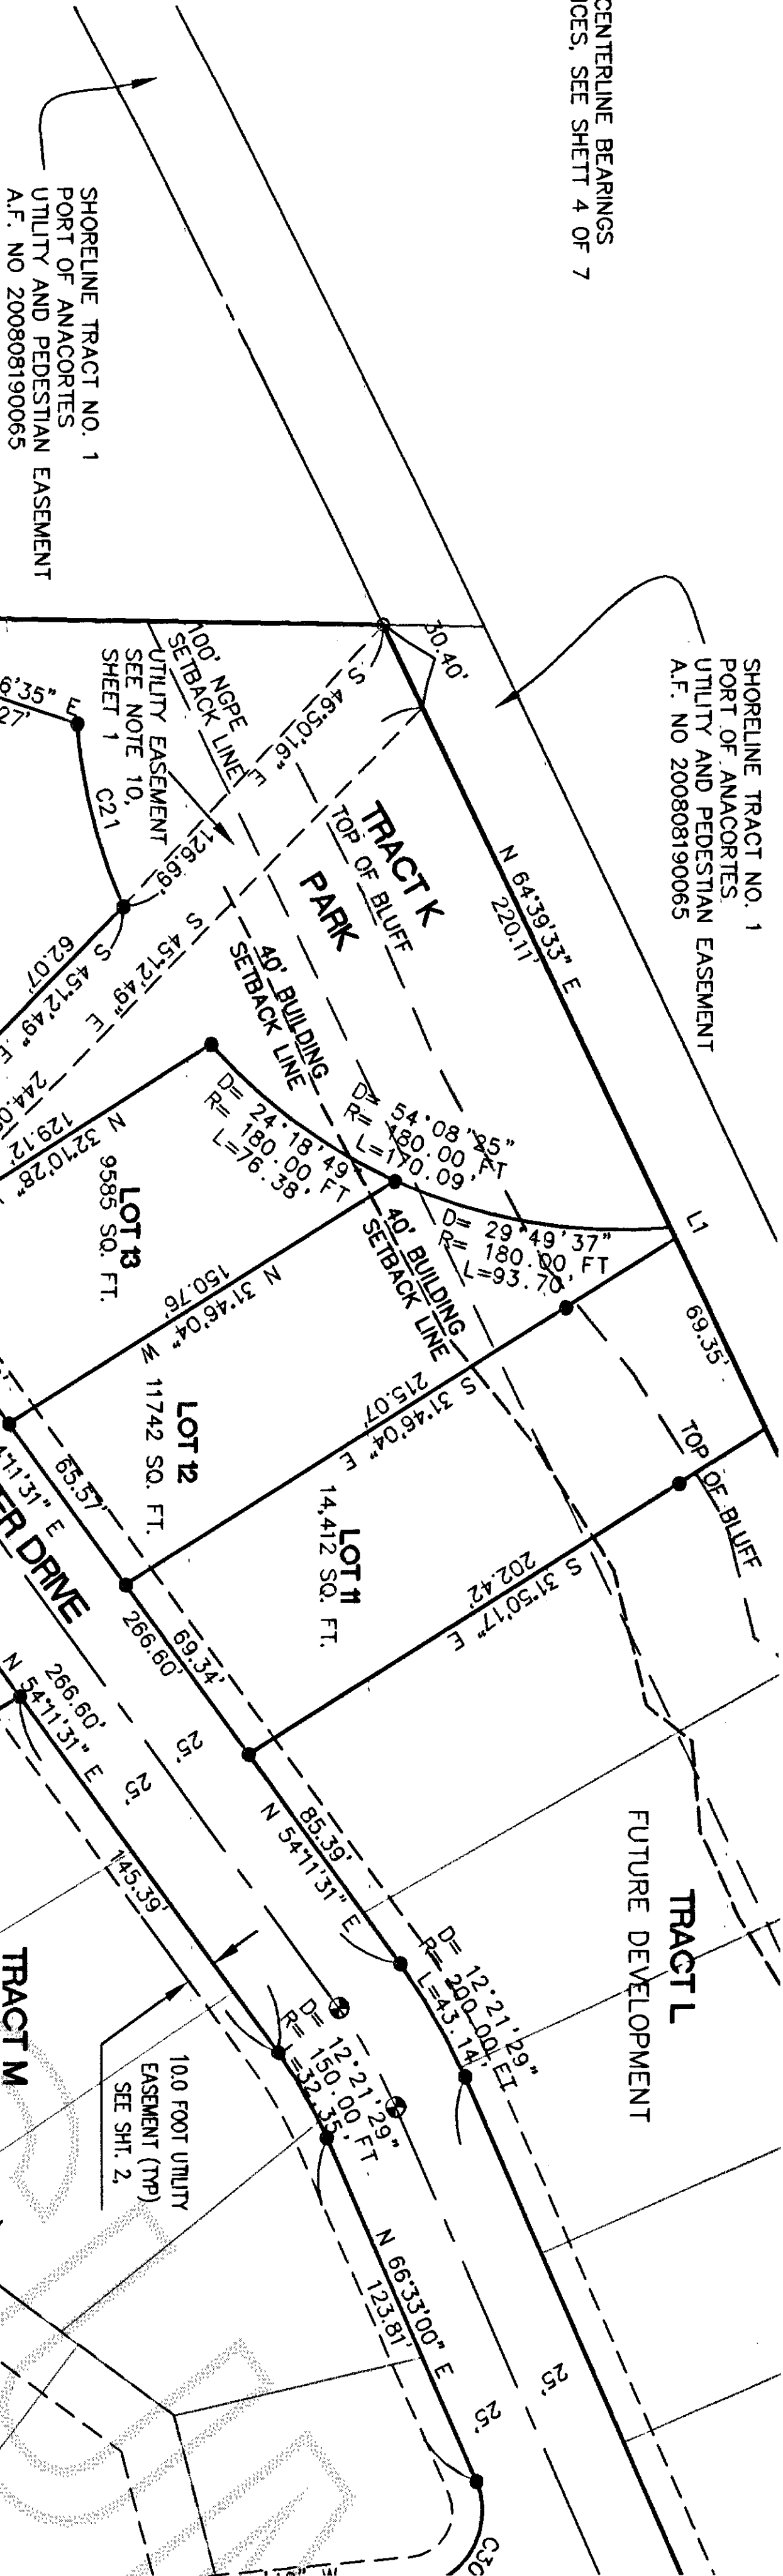 CENTERLINE BEARINGS
CES, SEE SHETT 4 OF 7
SHORELINE TRACT NO. 1
PORT OF ANACORTES
UTILITY AND PEDESTIAN EASEMENT
A.F. NO 200808190065
SHORELINE TRACT NO. 1
PORT OF ANACORTES
UTILITY AND PEDESTIAN EASEMENT
A.F. NO 200808190065
30.40'
N 64°39'33" E
220.11'
L1
69.35'
100' NGPE
SETBACK LINE
UTILITY EASEMENT
SEE NOTE 10,
SHEET 1
S 46°50'16" E
126.69'
TRACT K
TOP OF BLUFF
PARK
6'35" E
27'
C21
S 45°12'49" E
62.07'
S 45°12'49" E
40' BUILDING
SETBACK LINE
D= 54°08'25"
R= 180.00 FT
L=170.09'
D= 24°18'49"
R= 180.00 FT
L=76.38'
D= 29°49'37"
R= 180.00 FT
L=93.70'
40' BUILDING
SETBACK LINE
N 32°10'28"
129.12'
LOT 13
9585 SQ. FT.
N 31°46'04" W
150.76'
LOT 12
11742 SQ. FT.
S 31°46'04" E
215.07'
LOT 11
14,412 SQ. FT.
S 31°50'17" E
202.42'
TOP OF BLUFF
65.57'
11'31" E
ER DRIVE
69.34'
266.60'
266.60'
N 54°11'31" E
25'
25'
85.39'
N 54°11'31" E
145.39'
TRACT L
FUTURE DEVELOPMENT
D= 12°21'29"
R= 200.00 FT
L=43.14'
D= 12°21'29"
R= 150.00 FT.
L=32.35'
10.0 FOOT UTILITY
EASEMENT (TYP)
SEE SHT. 2,
TRACT M
N 66°33'00" E
123.81'
25'
25'
C30